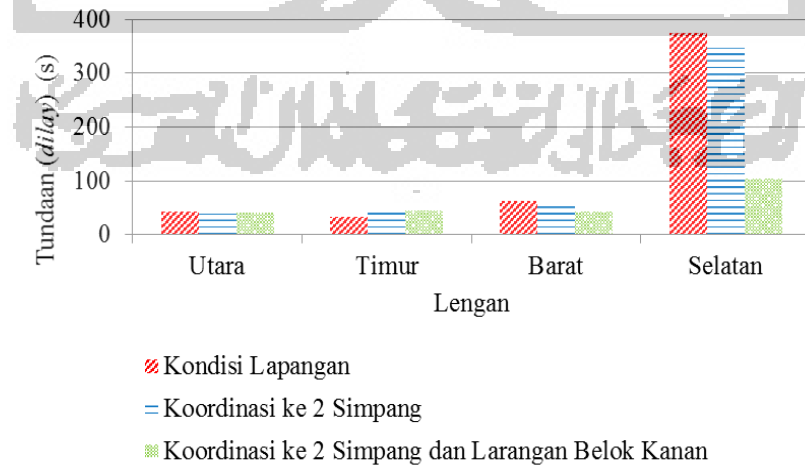 400
300
200
100
0
Tundaan (dilay) (s)
Utara Timur Barat Selatan
Lengan
Kondisi Lapangan
Koordinasi ke 2 Simpang
Koordinasi ke 2 Simpang dan Larangan Belok Kanan